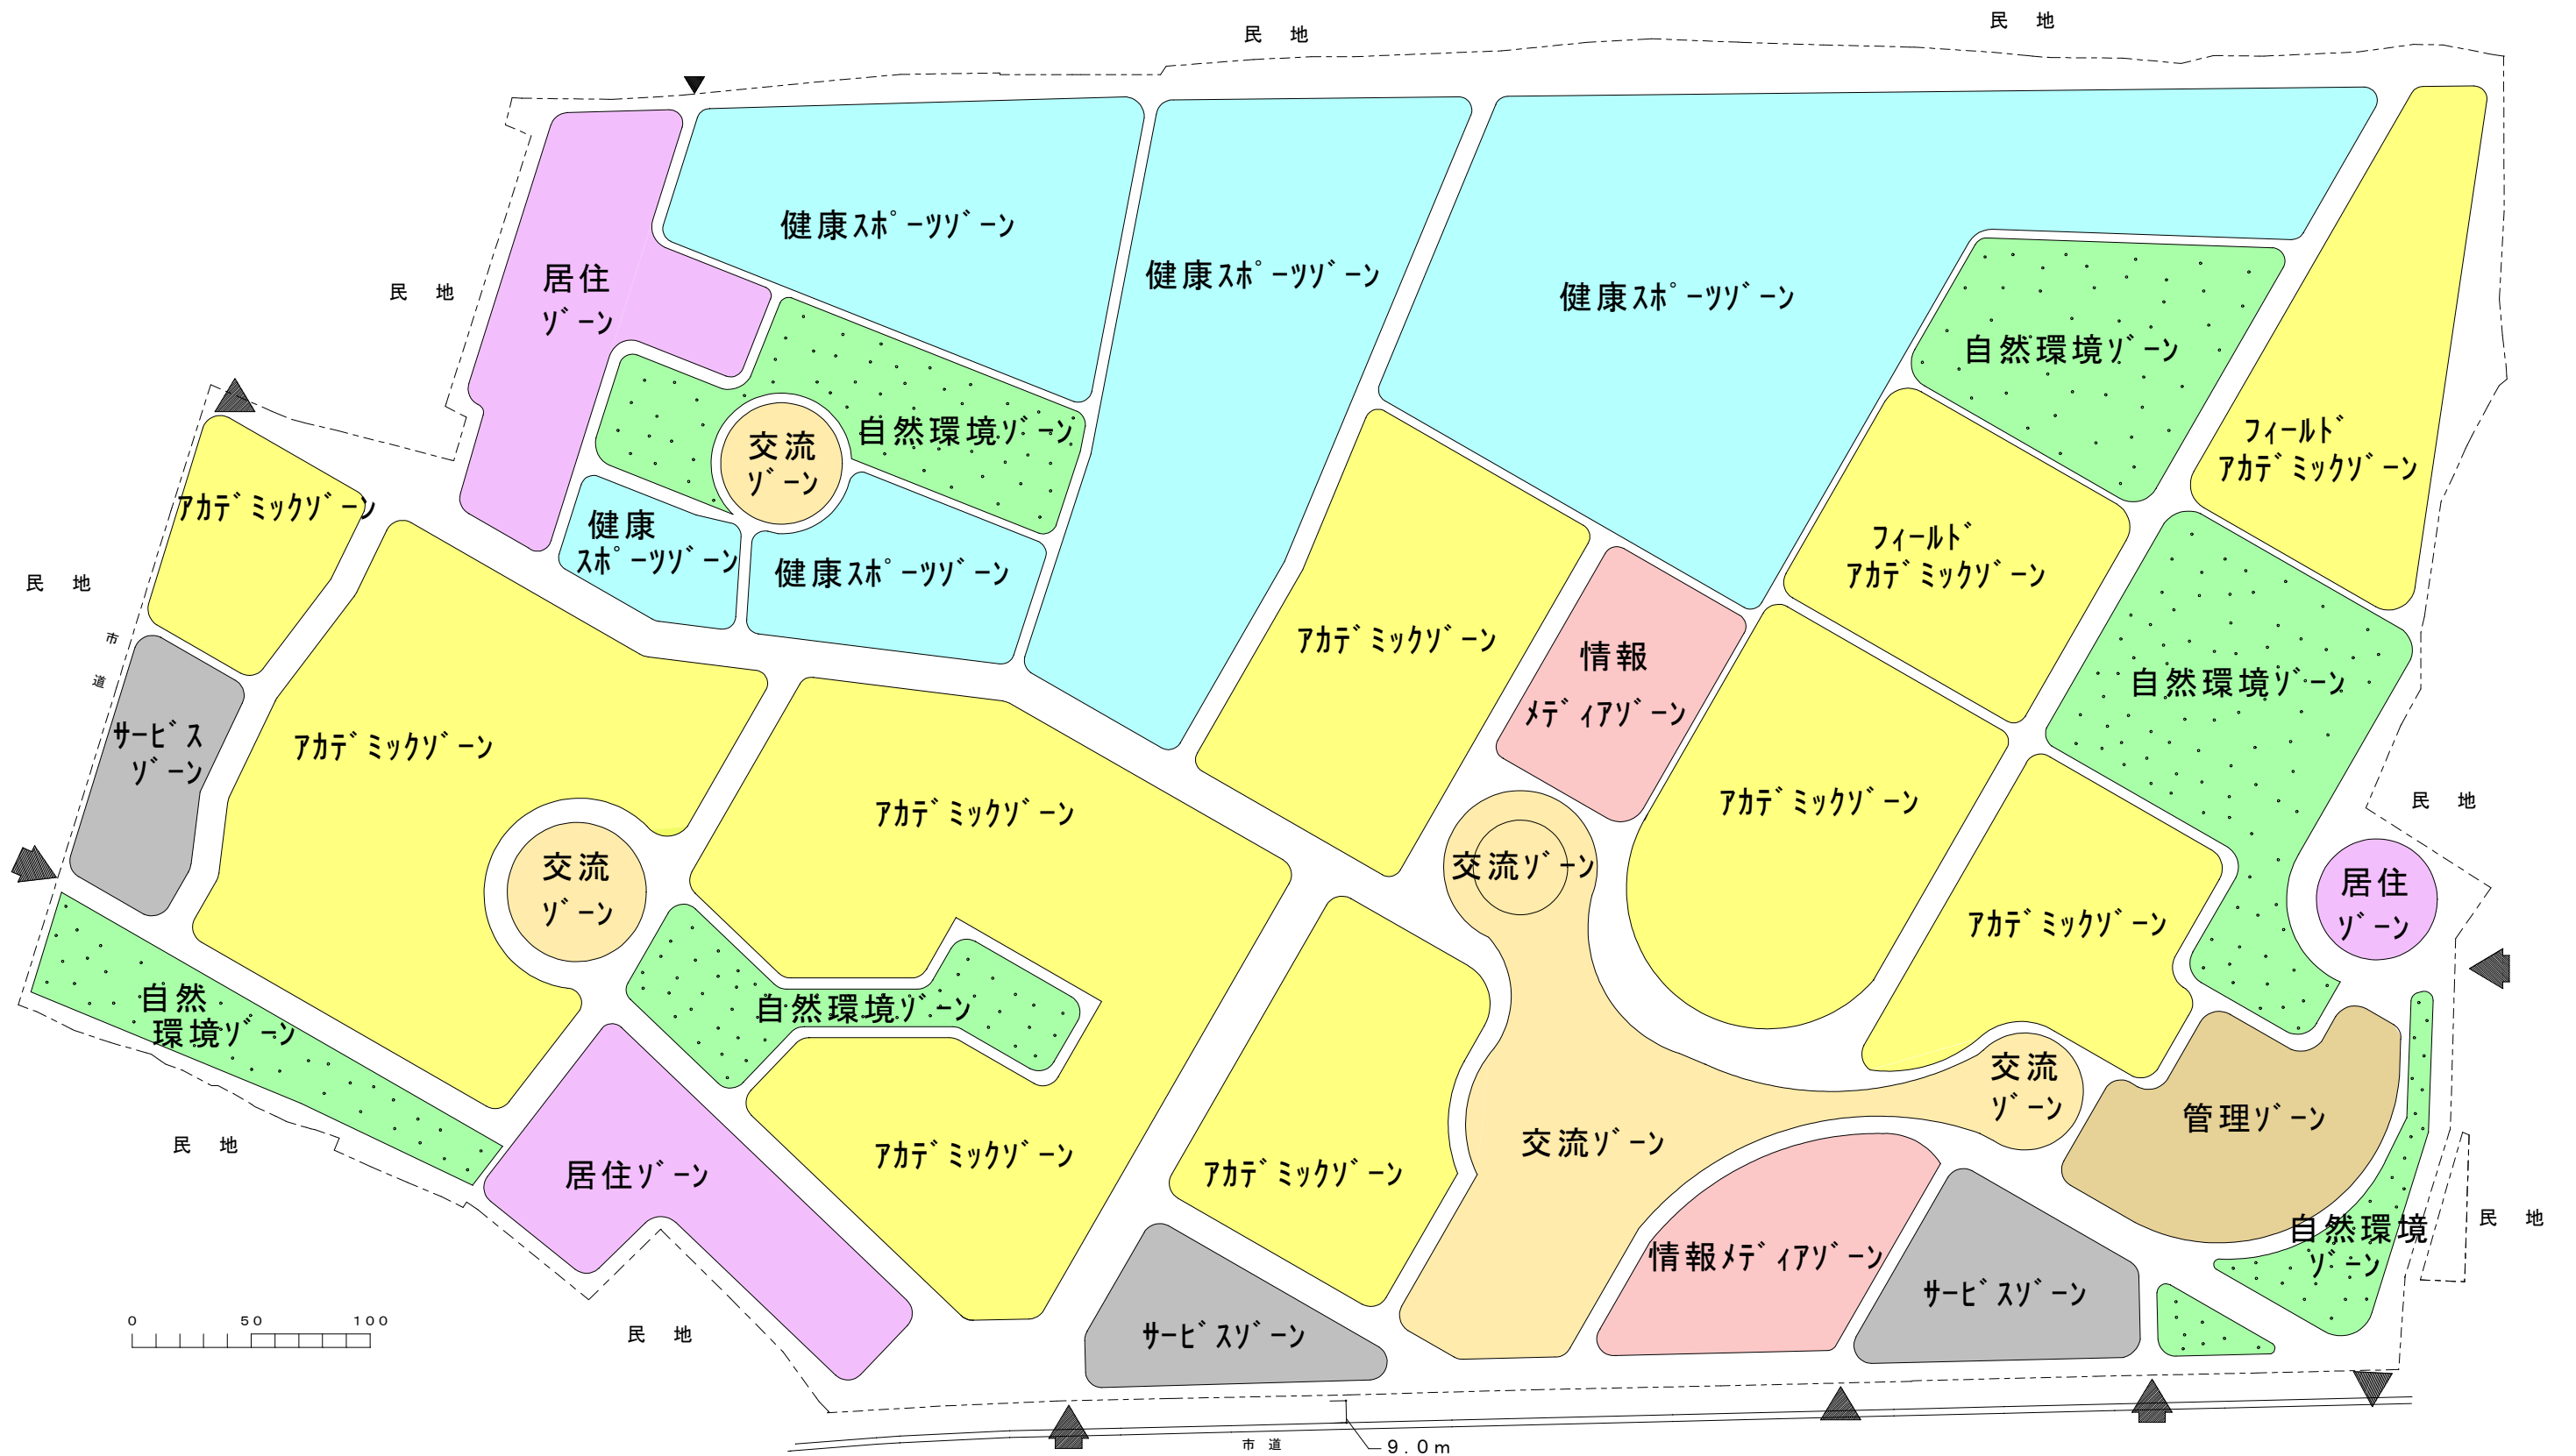 民 地
民 地
健康ｽﾎﾟｰﾂｿﾞｰﾝ
健康ｽﾎﾟｰﾂｿﾞｰﾝ
健康ｽﾎﾟｰﾂｿﾞｰﾝ
居住
ｿﾞｰﾝ
民 地
自然環境ｿﾞｰﾝ
自然環境ｿﾞｰﾝ
交流
ｿﾞｰﾝ
ﾌｨｰﾙﾄﾞ
ｱｶﾃﾞﾐｯｸｿﾞｰﾝ
ｱｶﾃﾞﾐｯｸｿﾞｰﾝ
健康
ｽﾎﾟｰﾂｿﾞｰﾝ
健康ｽﾎﾟｰﾂｿﾞｰﾝ
ﾌｨｰﾙﾄﾞ
ｱｶﾃﾞﾐｯｸｿﾞｰﾝ
民 地
市
道
ｱｶﾃﾞﾐｯｸｿﾞｰﾝ
情報
ﾒﾃﾞｨｱｿﾞｰﾝ
自然環境ｿﾞｰﾝ
ｻｰﾋﾞｽ
ｿﾞｰﾝ
ｱｶﾃﾞﾐｯｸｿﾞｰﾝ
ｱｶﾃﾞﾐｯｸｿﾞｰﾝ
ｱｶﾃﾞﾐｯｸｿﾞｰﾝ
民 地
交流
ｿﾞｰﾝ
交流ｿﾞｰﾝ
ｱｶﾃﾞﾐｯｸｿﾞｰﾝ
居住
ｿﾞｰﾝ
自然
環境ｿﾞｰﾝ
自然環境ｿﾞｰﾝ
交流
ｿﾞｰﾝ
管理ｿﾞｰﾝ
民 地
居住ｿﾞｰﾝ
ｱｶﾃﾞﾐｯｸｿﾞｰﾝ
ｱｶﾃﾞﾐｯｸｿﾞｰﾝ
交流ｿﾞｰﾝ
自然環境
ｿﾞｰﾝ
民 地
情報ﾒﾃﾞｨｱｿﾞｰﾝ
ｻｰﾋﾞｽｿﾞｰﾝ
0 50 100
民 地
ｻｰﾋﾞｽｿﾞｰﾝ
市 道
9.0m